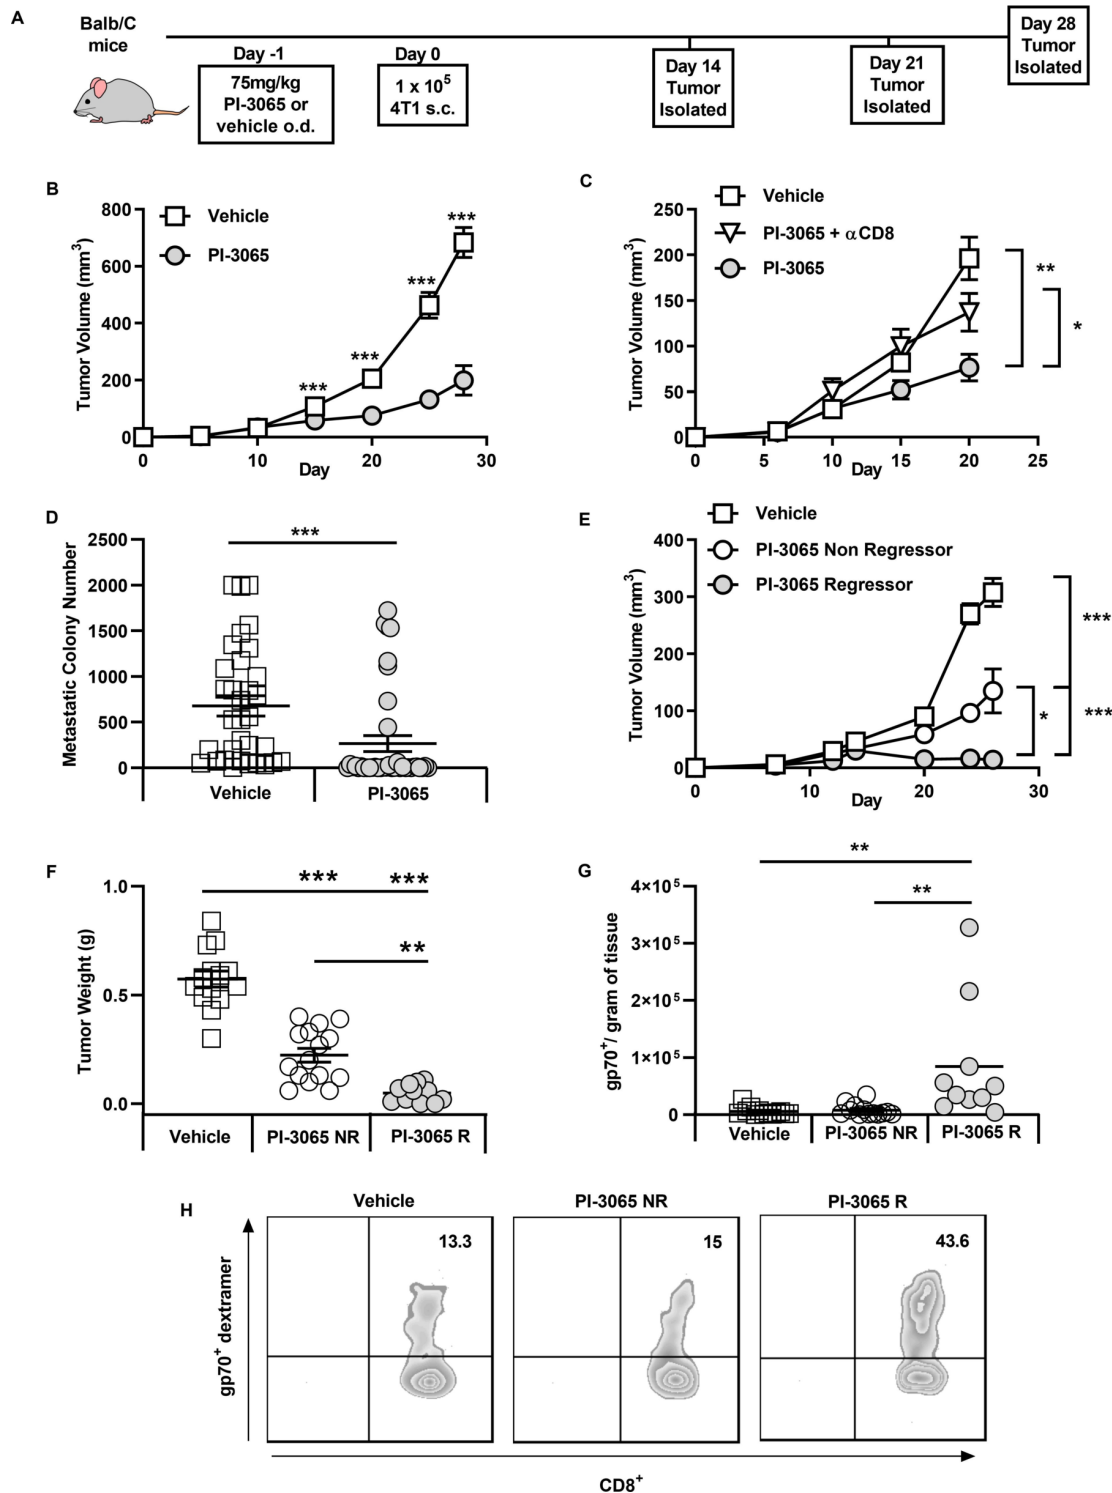 A
Balb/C
mice
Day -1
75mg/kg
PI-3065 or
vehicle o.d.
Day 0
1 x 10⁵
4T1 s.c.
Day 14
Tumor
Isolated
Day 21
Tumor
Isolated
Day 28
Tumor
Isolated
B
Vehicle
PI-3065
Tumor Volume (mm³)
800
600
400
200
0
0
10
20
30
Day
***
***
***
***
C
Vehicle
PI-3065 + αCD8
PI-3065
Tumor Volume (mm³)
250
200
150
100
50
0
0
5
10
15
20
25
Day
**
*
D
***
Metastatic Colony Number
2500
2000
1500
1000
500
0
Vehicle
PI-3065
E
Vehicle
PI-3065 Non Regressor
PI-3065 Regressor
Tumor Volume (mm³)
400
300
200
100
0
0
10
20
30
Day
***
*
***
F
***
***
**
Tumor Weight (g)
1.0
0.5
0.0
Vehicle
PI-3065 NR
PI-3065 R
G
**
**
gp70⁺/ gram of tissue
4×10⁵
3×10⁵
2×10⁵
1×10⁵
0
Vehicle
PI-3065 NR
PI-3065 R
H
Vehicle
PI-3065 NR
PI-3065 R
13.3
15
43.6
gp70⁺ dextramer
CD8⁺